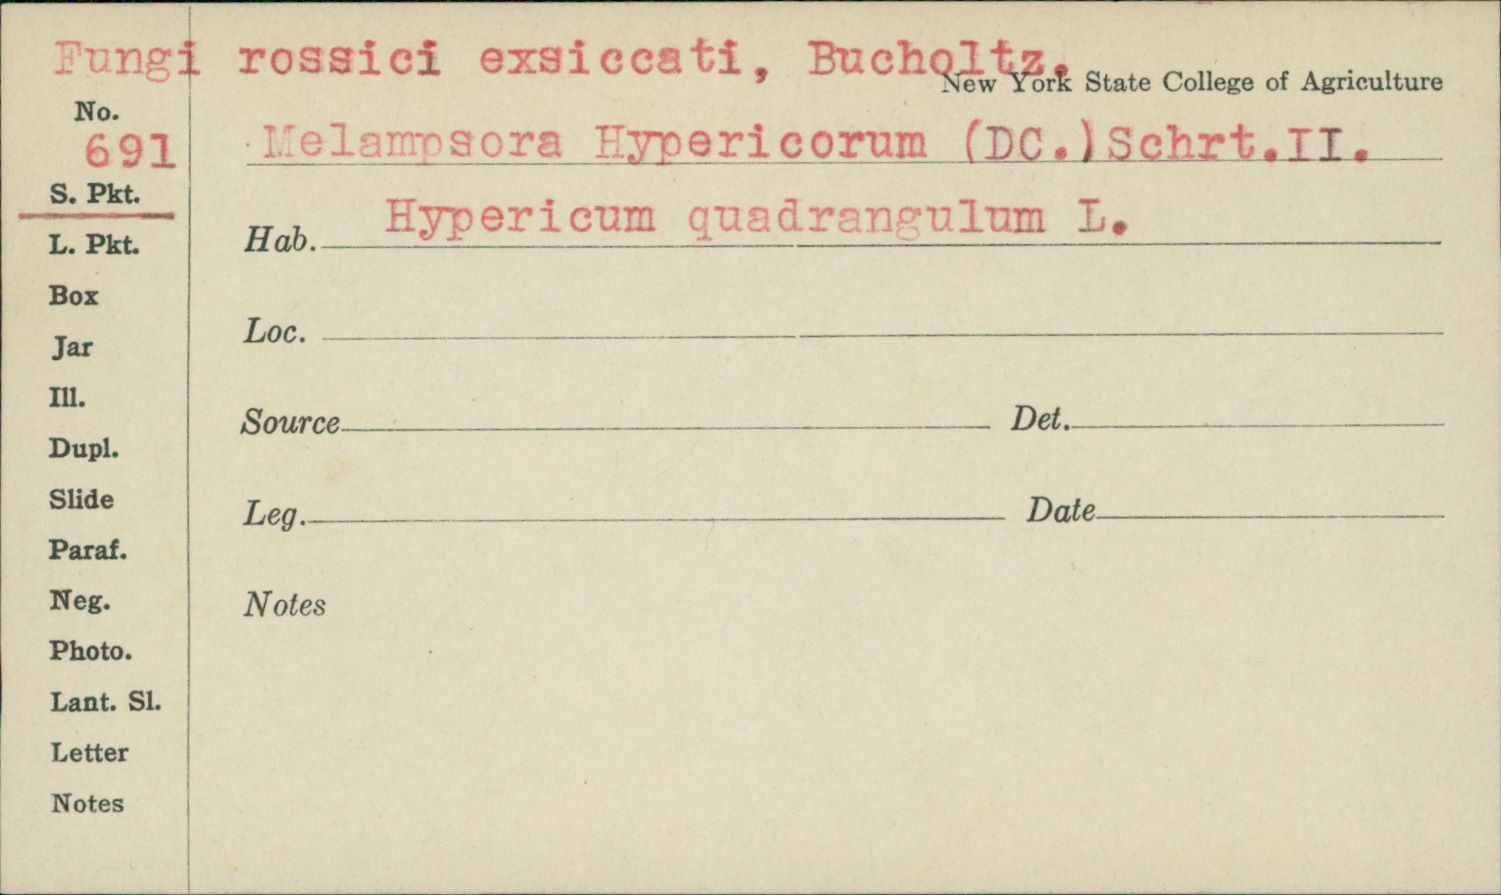 Fungi rossici exsiccati, Bucholtz.
New York State College of Agriculture
No.
691
Melampsora Hypericorum (DC.)Schrt.II.
S. Pkt.
Hab. Hypericum quadrangulum L.
L. Pkt.
Box
Loc.
Jar
Ill.
Source Det.
Dupl.
Slide
Leg. Date
Paraf.
Neg.
Notes
Photo.
Lant. Sl.
Letter
Notes